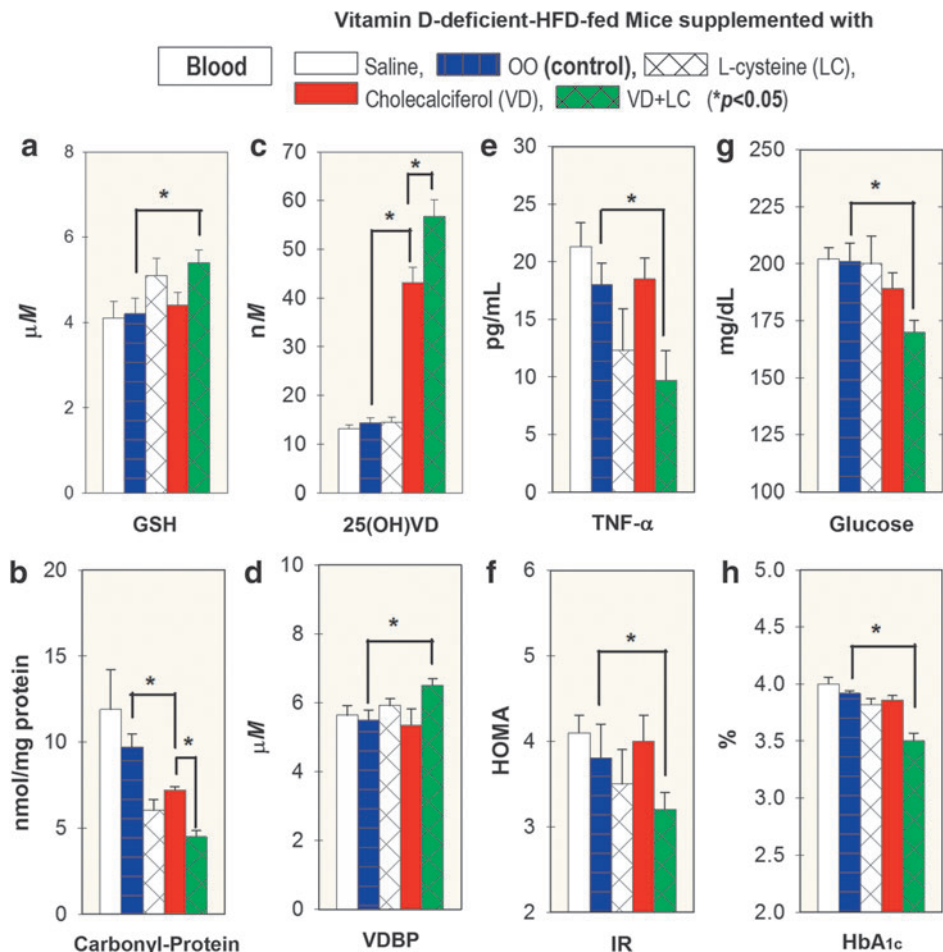 Vitamin D-deficient-HFD-fed Mice supplemented with
Blood
Saline, OO (control), L-cysteine (LC),
Cholecalciferol (VD), VD+LC (*p<0.05)
a
8
6
4
2
0
μM
*
GSH
c
70
60
50
40
30
20
10
0
nM
*
*
25(OH)VD
e
30
25
20
15
10
5
0
pg/mL
*
TNF-α
g
250
225
200
175
150
125
100
mg/dL
*
Glucose
b
20
15
10
5
0
nmol/mg protein
*
*
Carbonyl-Protein
d
10
8
6
4
2
0
μM
*
VDBP
f
6
5
4
3
2
HOMA
*
IR
h
5.0
4.5
4.0
3.5
3.0
2.5
2.0
%
*
HbA1c